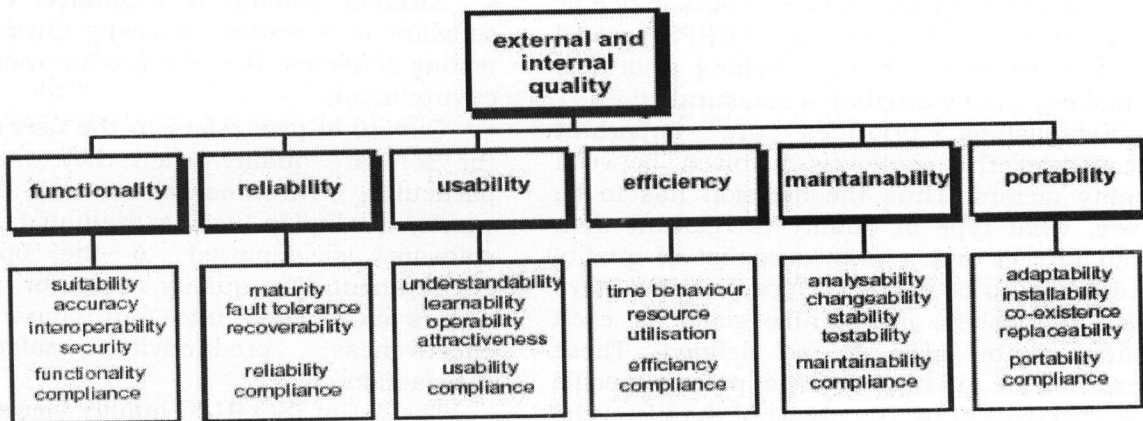 external and
internal
quality
functionality
reliability
usability
efficiency
maintainability
portability
suitability
accuracy
interoperability
security
functionality
compliance
maturity
fault tolerance
recoverability
reliability
compliance
understandability
learnability
operability
attractiveness
usability
compliance
time behaviour
resource
utilisation
efficiency
compliance
analysability
changeability
stability
testability
maintainability
compliance
adaptability
installability
co-existence
replaceability
portability
compliance